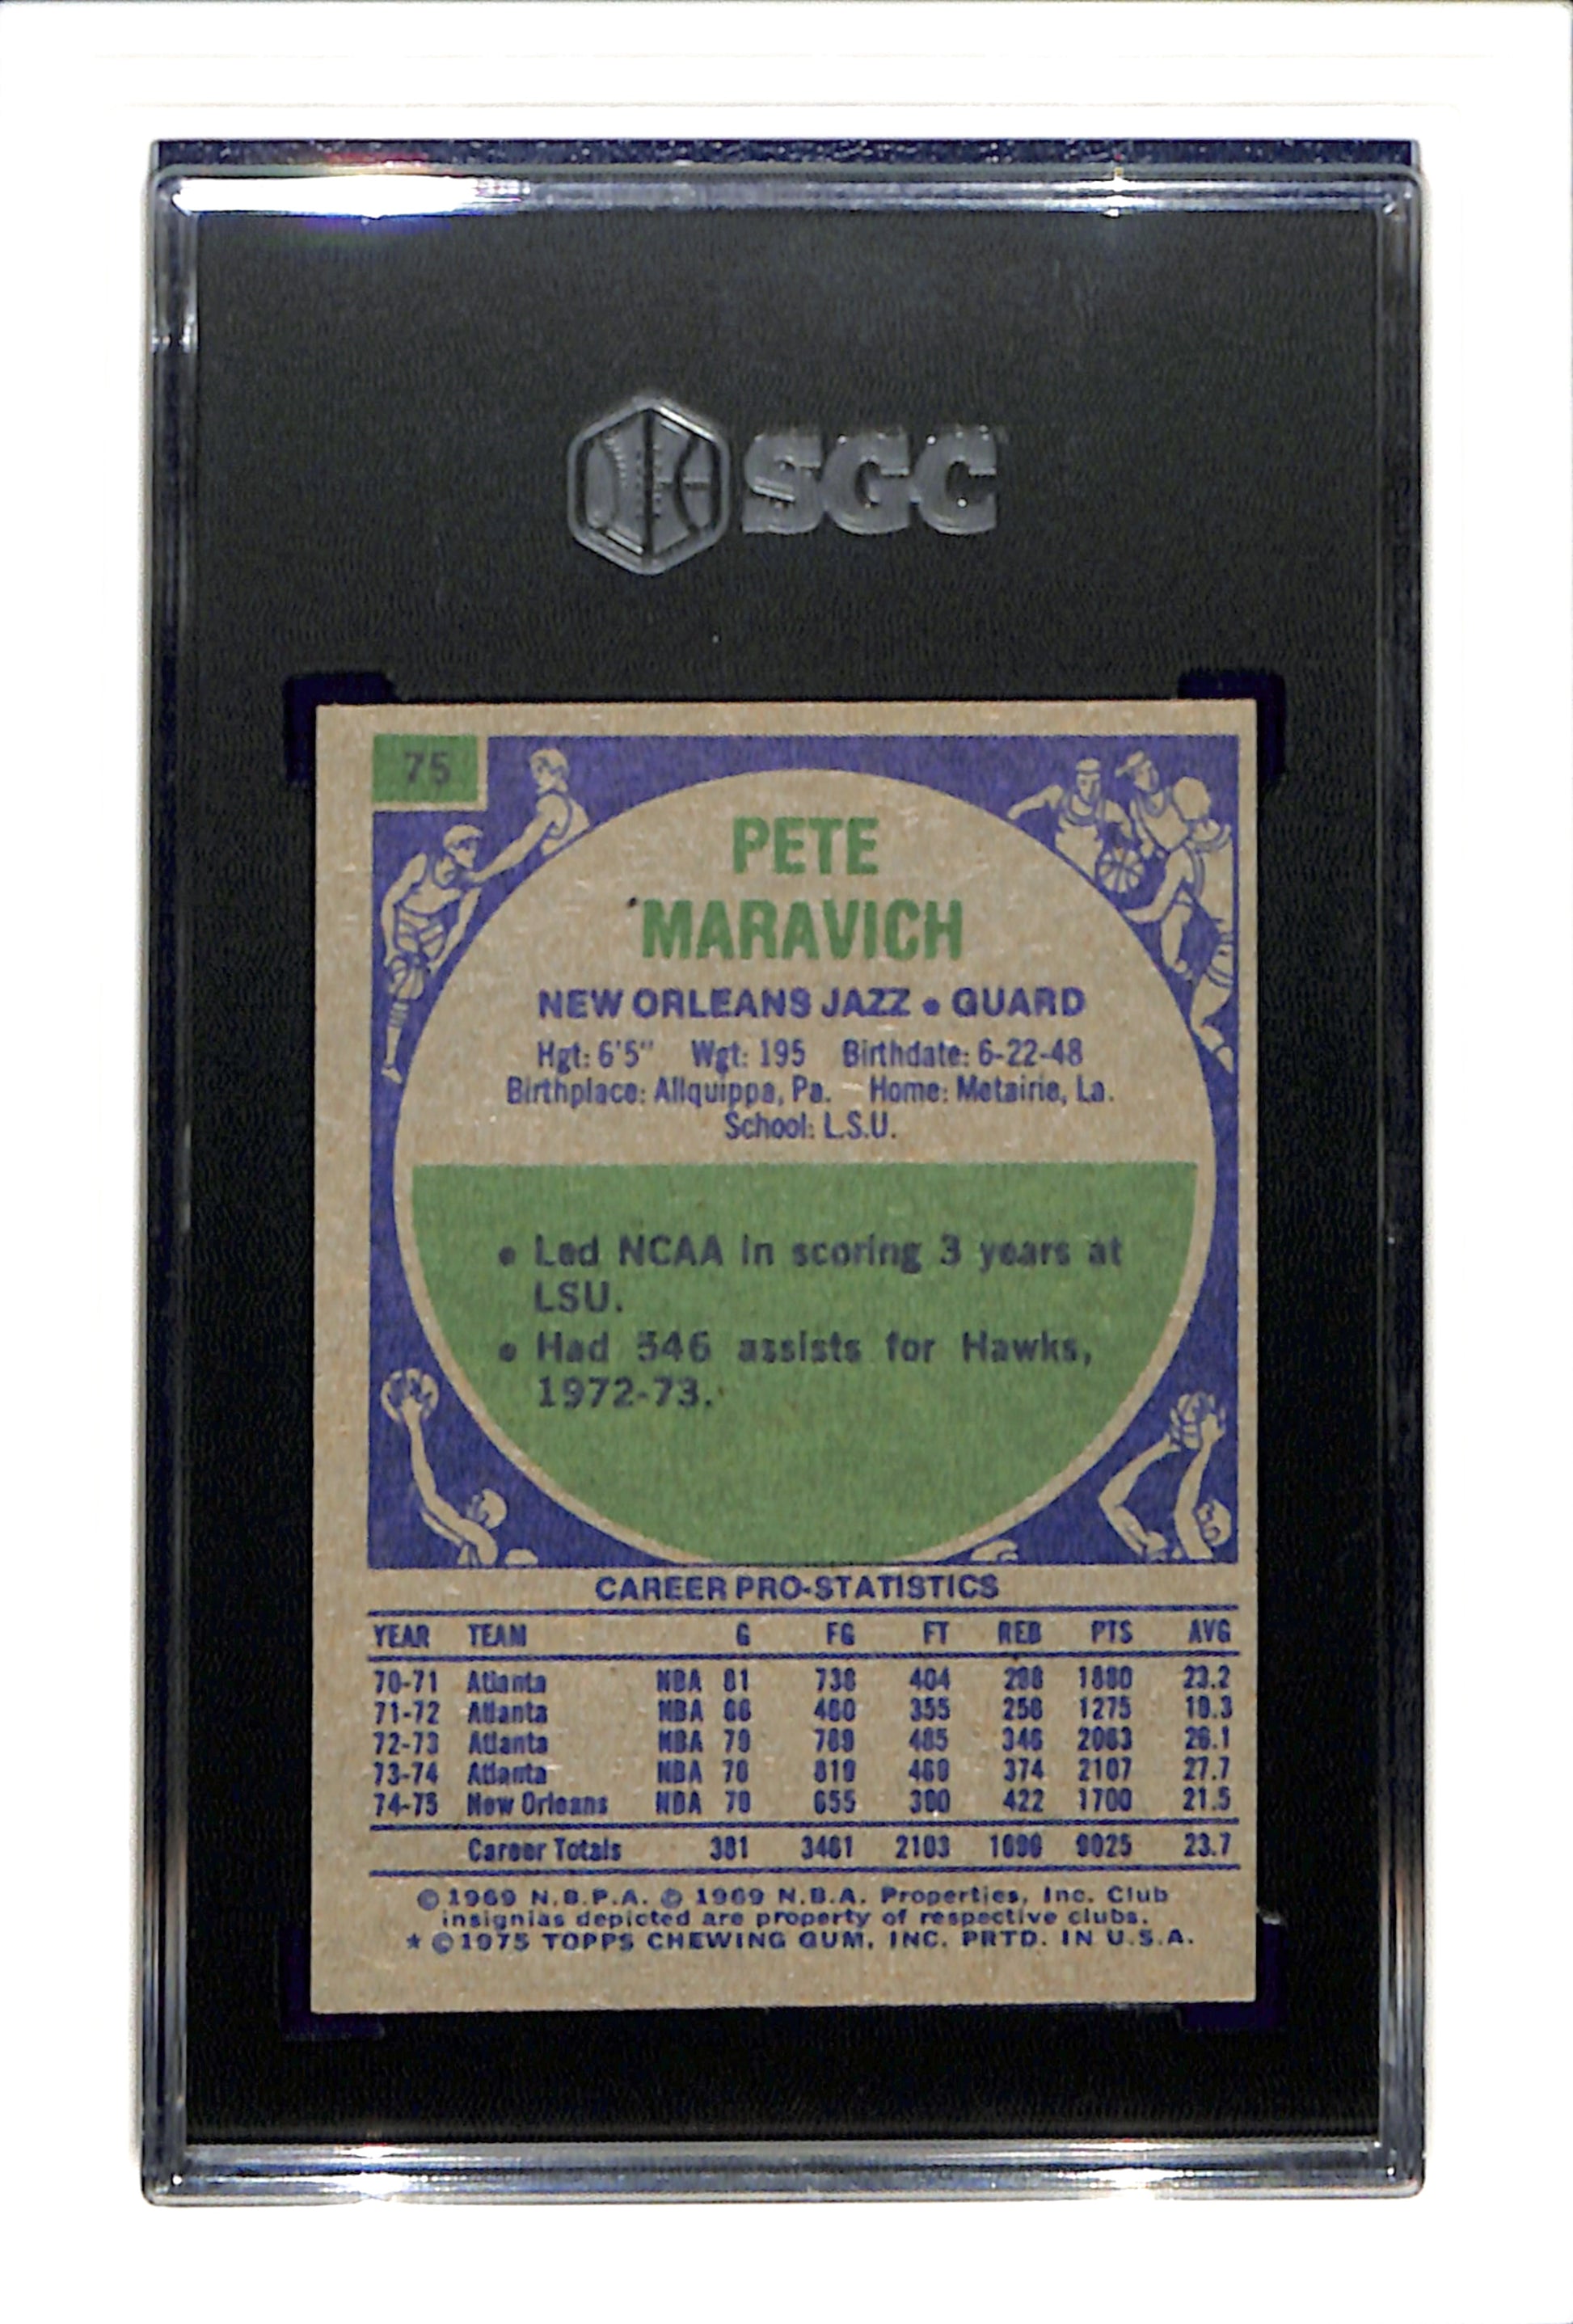 SGC
75
PETE
MARAVICH
NEW ORLEANS JAZZ • GUARD
Hgt: 6'5" Wgt: 195 Birthdate: 6-22-48
Birthplace: Aliquippa, Pa. Home: Metairie, La.
School: L.S.U.
• Led NCAA in scoring 3 years at
LSU.
• Had 546 assists for Hawks,
1972-73.
CAREER PRO-STATISTICS
YEAR TEAM G FG FT REB PTS AVG
70-71 Atlanta NBA 81 738 404 298 1880 23.2
71-72 Atlanta NBA 66 460 355 256 1275 19.3
72-73 Atlanta NBA 79 789 485 346 2063 26.1
73-74 Atlanta NBA 76 819 469 374 2107 27.7
74-75 New Orleans NBA 79 655 390 422 1700 21.5
Career Totals 381 3461 2103 1696 9025 23.7
© 1969 N.B.P.A. © 1969 N.B.A. Properties, Inc. Club
insignias depicted are property of respective clubs.
★ © 1975 TOPPS CHEWING GUM, INC. PRTD. IN U.S.A.